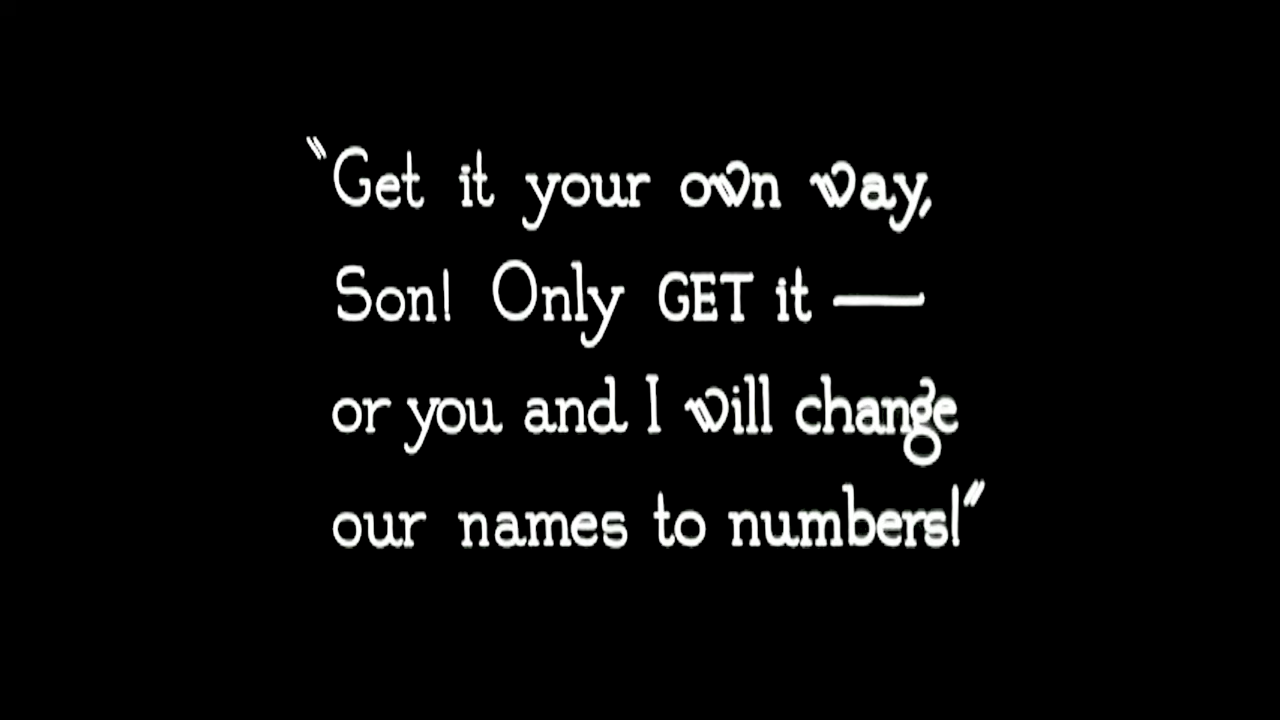 "Get it your own way,
Son! Only GET it —
or you and I will change
our names to numbers!"